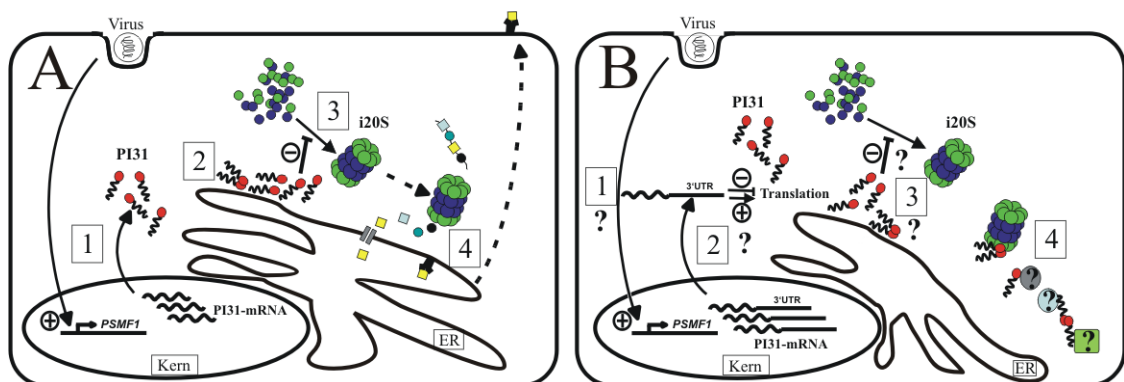 A
Virus
3
i20S
PI31
2
⊖
1
4
PI31-mRNA
⊕
PSMF1
Kern
ER
B
Virus
PI31
i20S
1
?
3'UTR
⊖
Translation
⊕
?
2
⊖
?
3
?
4
?
?
?
3'UTR
⊕
PSMF1
PI31-mRNA
Kern
ER